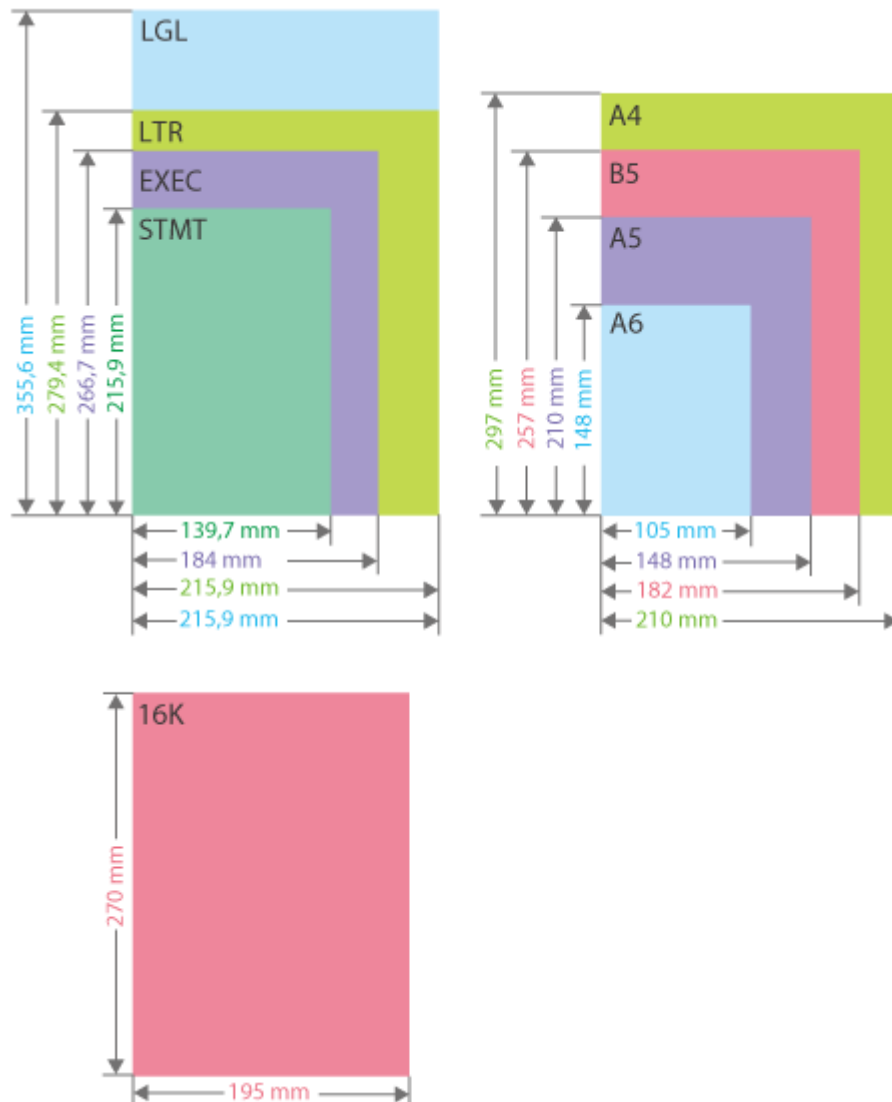 LGL
LTR
EXEC
STMT
355,6 mm
279,4 mm
266,7 mm
215,9 mm
139,7 mm
184 mm
215,9 mm
215,9 mm
A4
B5
A5
A6
297 mm
257 mm
210 mm
148 mm
105 mm
148 mm
182 mm
210 mm
16K
270 mm
195 mm